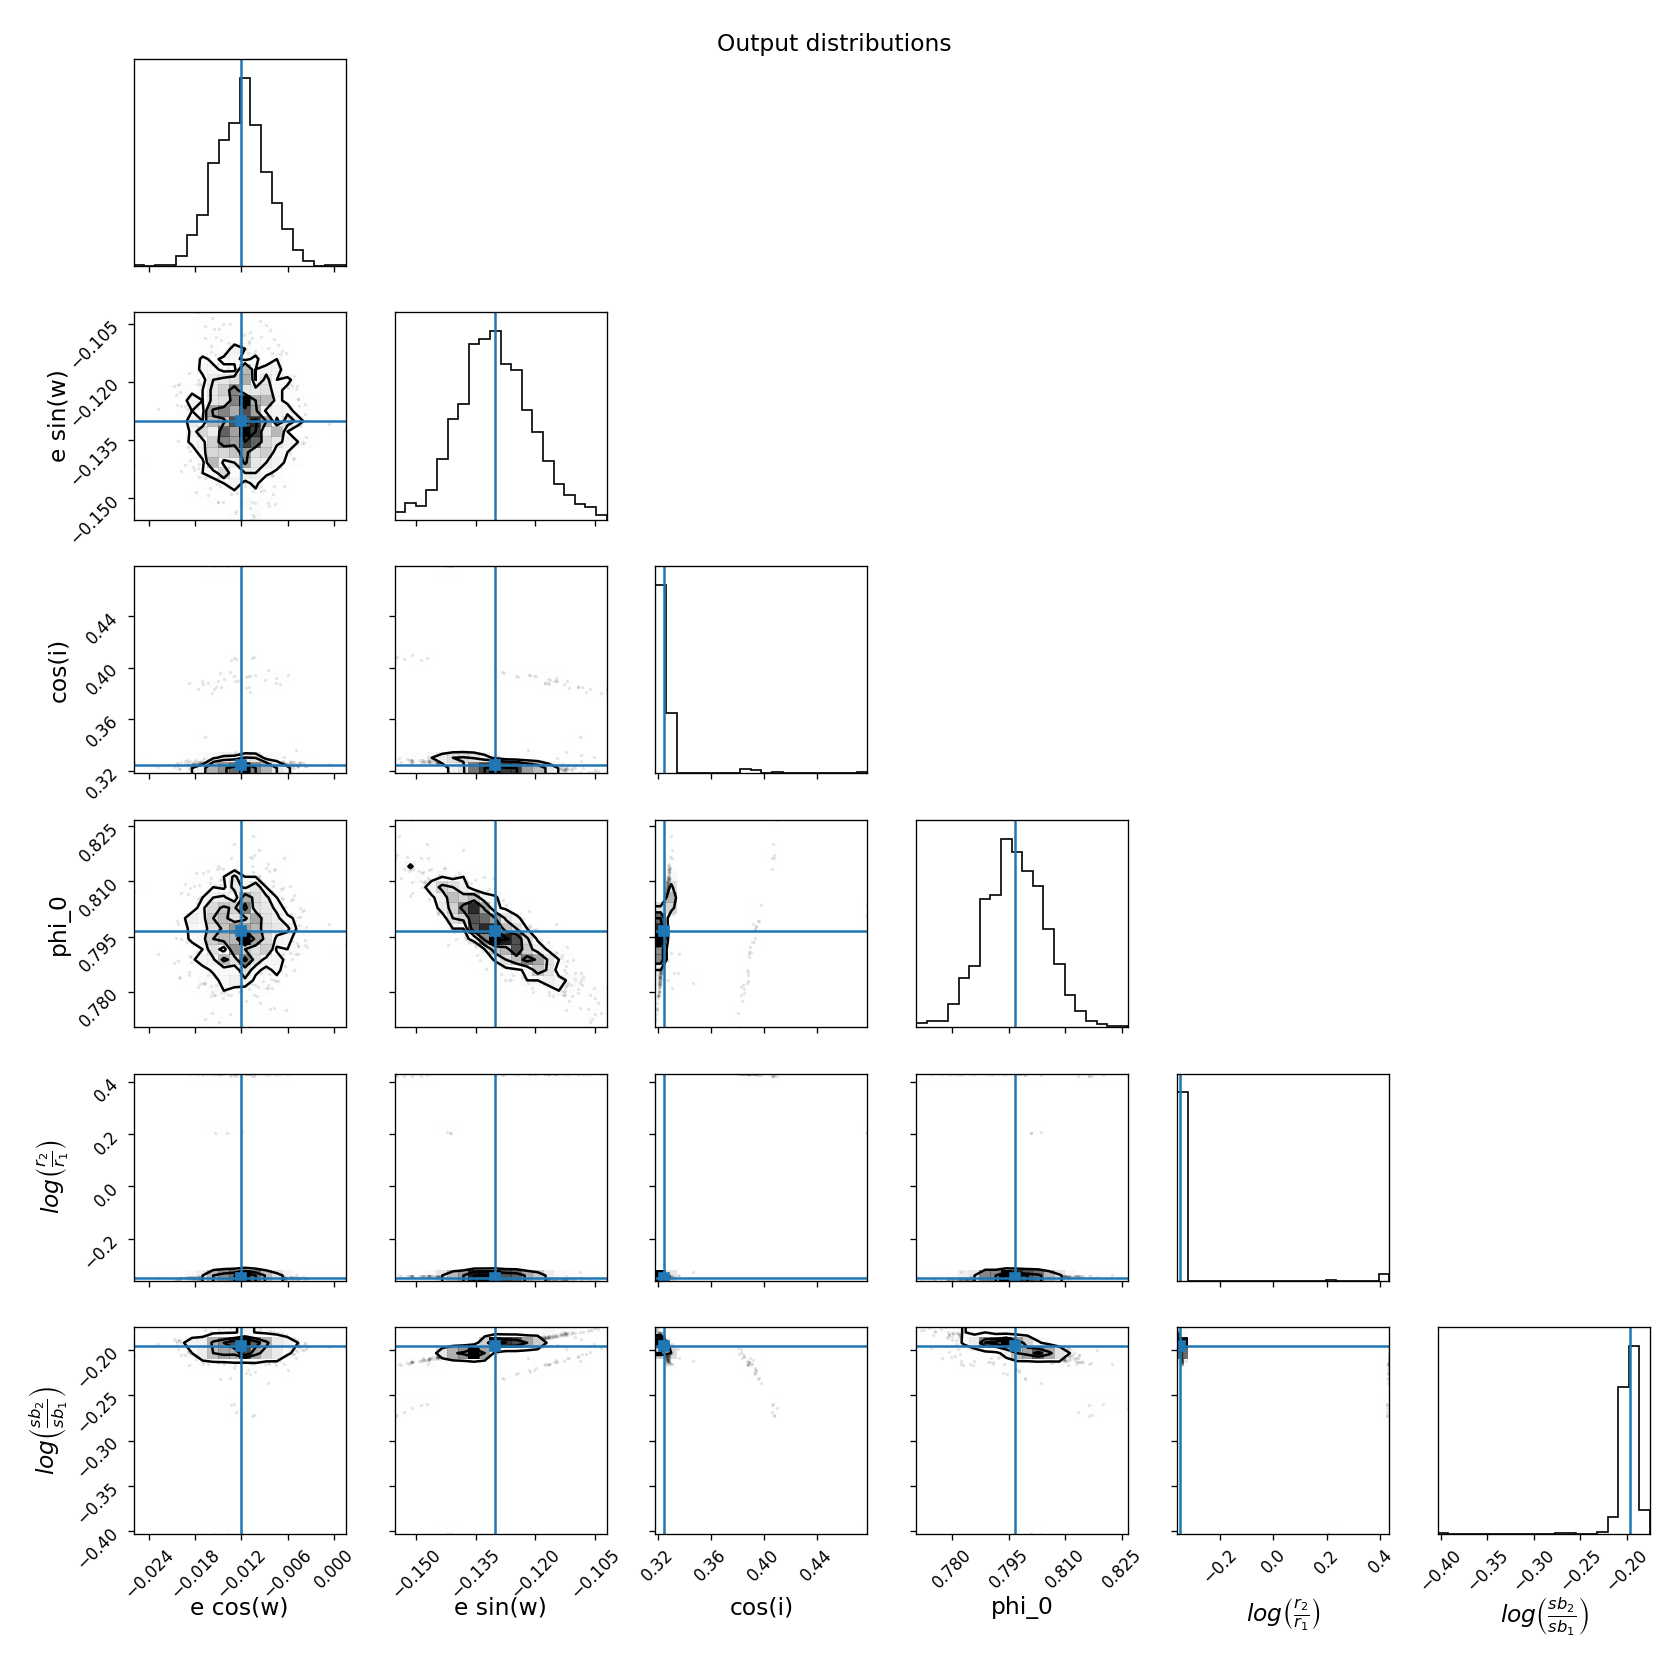 Output distributions
e sin(w)
−0.105
−0.120
−0.135
−0.150
cos(i)
0.44
0.40
0.36
0.32
phi_0
0.825
0.810
0.795
0.780
log(r₂/r₁)
0.4
0.2
0.0
−0.2
log(sb₂/sb₁)
−0.20
−0.25
−0.30
−0.35
−0.40
−0.024 −0.018 −0.012 −0.006 0.000
−0.150 −0.135 −0.120 −0.105
0.32 0.36 0.40 0.44
0.780 0.795 0.810 0.825
−0.2 0.0 0.2 0.4
−0.40 −0.35 −0.30 −0.25 −0.20
e cos(w)
e sin(w)
cos(i)
phi_0
log(r₂/r₁)
log(sb₂/sb₁)